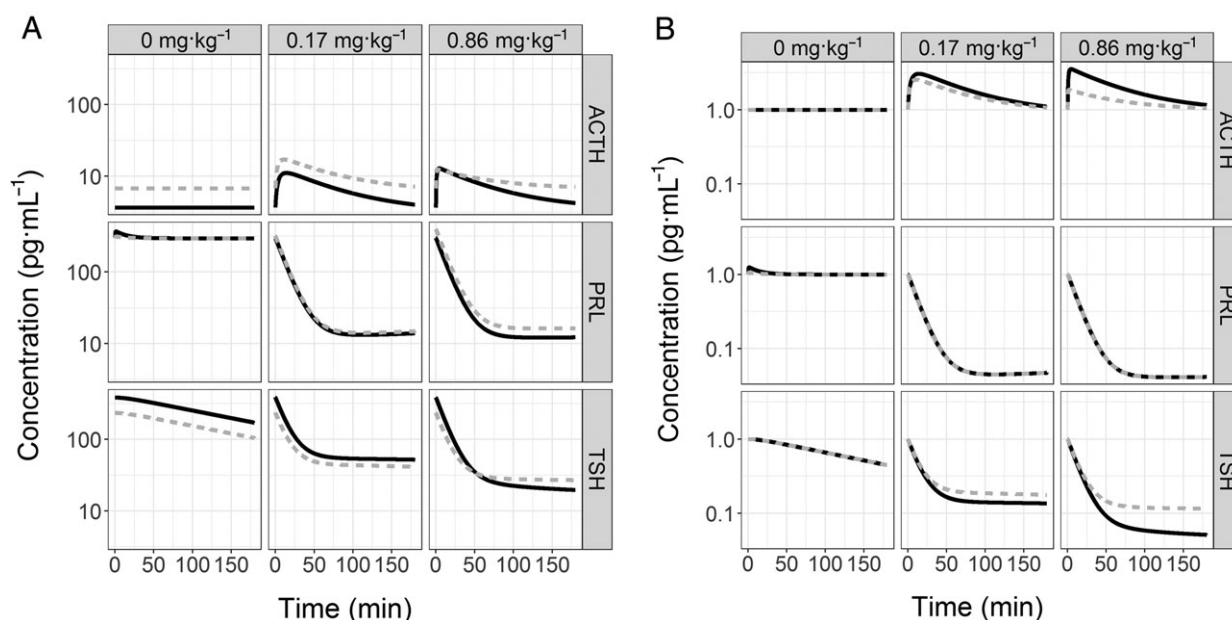 A
0 mg·kg⁻¹ 0.17 mg·kg⁻¹ 0.86 mg·kg⁻¹
Concentration (pg·mL⁻¹)
100
10
ACTH
100
10
PRL
100
10
TSH
0 50 100 150 0 50 100 150 0 50 100 150
Time (min)
B
0 mg·kg⁻¹ 0.17 mg·kg⁻¹ 0.86 mg·kg⁻¹
Concentration (pg·mL⁻¹)
1.0
0.1
ACTH
1.0
0.1
PRL
1.0
0.1
TSH
0 50 100 150 0 50 100 150 0 50 100 150
Time (min)